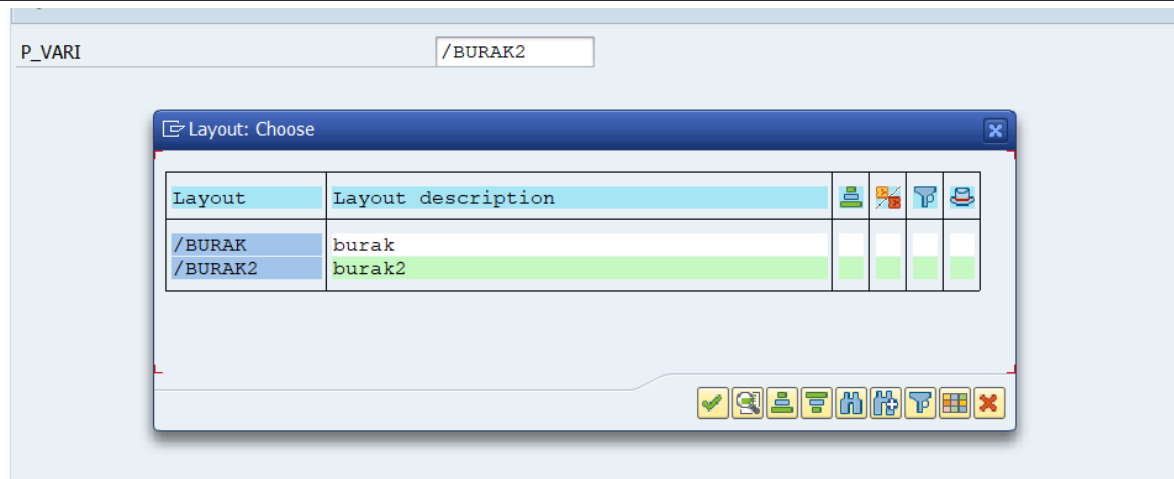 P_VARI /BURAK2
Layout: Choose
Layout Layout description
/BURAK burak
/BURAK2 burak2